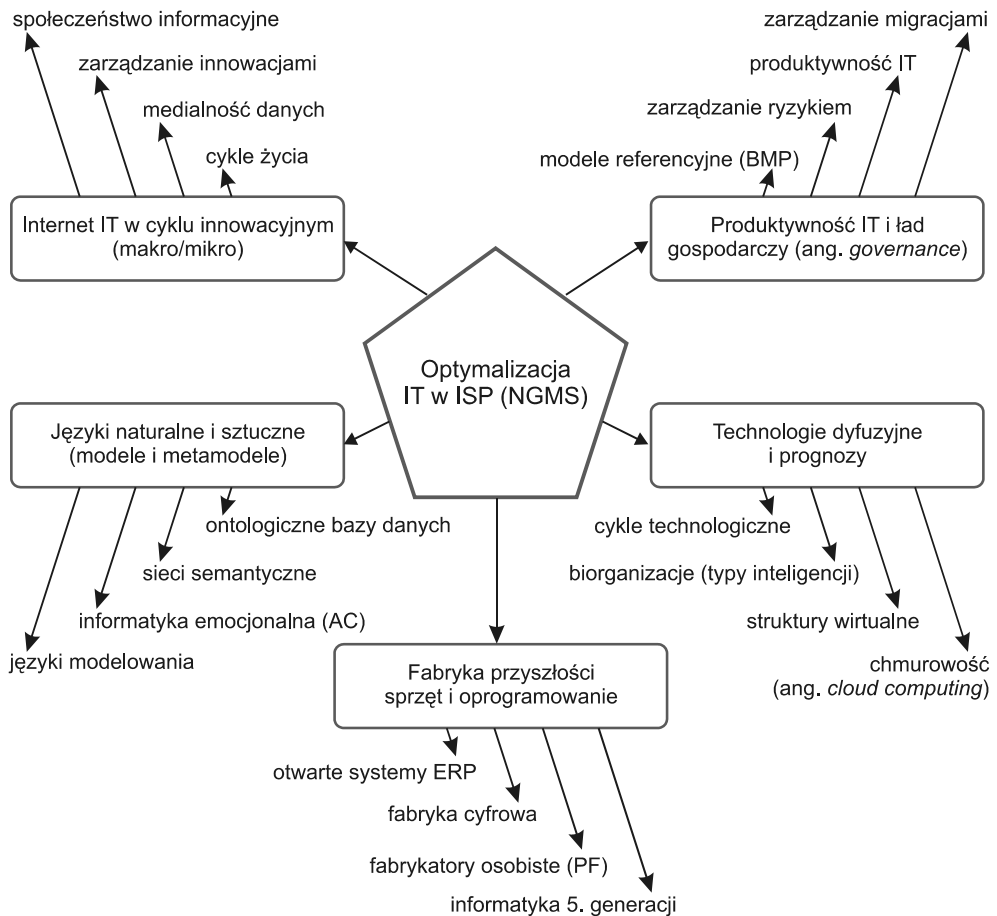 społeczeństwo informacyjne
zarządzanie innowacjami
medialność danych
cykle życia
Internet IT w cyklu innowacyjnym
(makro/mikro)
zarządzanie migracjami
produktywność IT
zarządzanie ryzykiem
modele referencyjne (BMP)
Produktywność IT i ład
gospodarczy (ang. governance)
Optymalizacja
IT w ISP (NGMS)
Języki naturalne i sztuczne
(modele i metamodele)
ontologiczne bazy danych
sieci semantyczne
informatyka emocjonalna (AC)
języki modelowania
Technologie dyfuzyjne
i prognozy
cykle technologiczne
biorganizacje (typy inteligencji)
struktury wirtualne
chmurowość
(ang. cloud computing)
Fabryka przyszłości
sprzęt i oprogramowanie
otwarte systemy ERP
fabryka cyfrowa
fabrykatory osobiste (PF)
informatyka 5. generacji